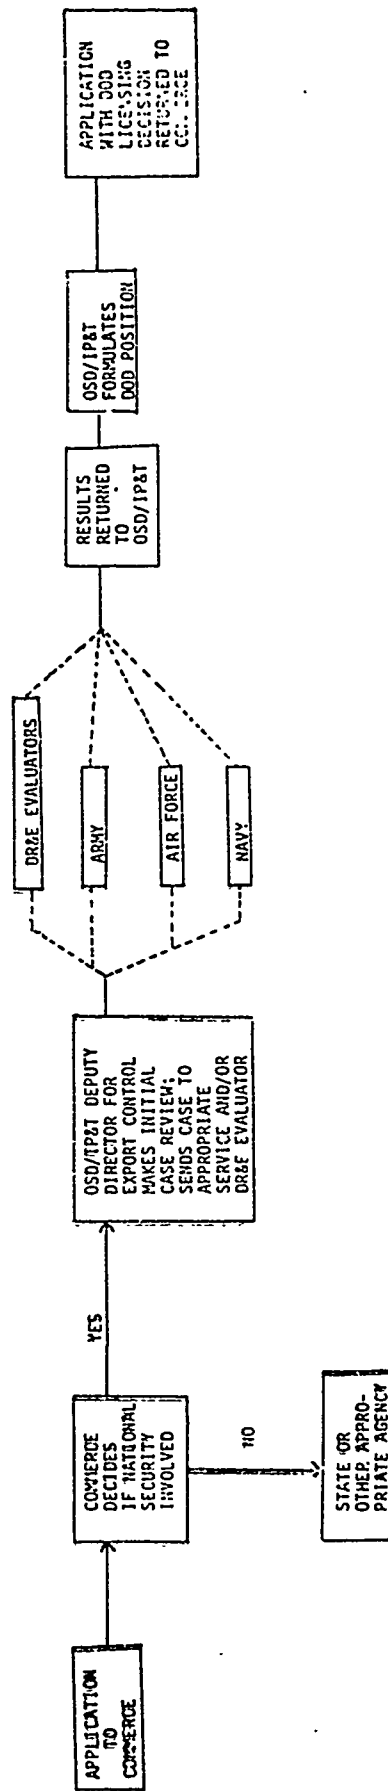 APPLICATION
TO
COMMERCE
COMMERCE
DECIDES
IF NATIONAL
SECURITY
INVOLVED
YES
NO
STATE OR
OTHER APPRO-
PRIATE AGENCY
OSD/IP&T DEPUTY
DIRECTOR FOR
EXPORT CONTROL
MAKES INITIAL
CASE REVIEW;
SENDS CASE TO
APPROPRIATE
SERVICE AND/OR
DR&E EVALUATOR
DR&E EVALUATORS
ARMY
AIR FORCE
NAVY
RESULTS
RETURNED
TO
OSD/IP&T
OSD/IP&T
FORMULATES
DOD POSITION
APPLICATION
WITH DOD
LICENSING
DECISION
RETURNED TO